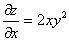 ∂z/∂x = 2xy²